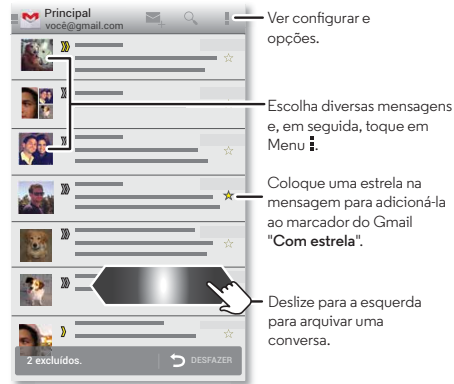 Principal
você@gmail.com
Ver configurar e
opções.
Escolha diversas mensagens
e, em seguida, toque em
Menu .
Coloque uma estrela na
mensagem para adicioná-la
ao marcador do Gmail
"Com estrela".
Deslize para a esquerda
para arquivar uma
conversa.
2 excluídos.
DESFAZER